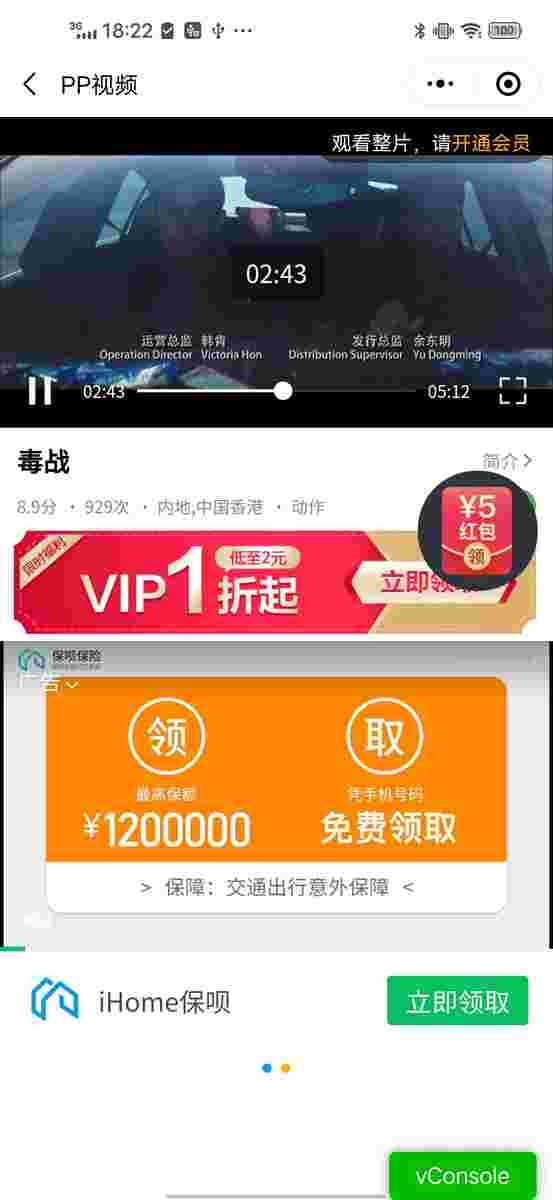 3G 18:22 100
PP视频
观看整片，请开通会员
02:43
运营总监 韩肯 发行总监 余东明
Operation Director Victoria Hon Distribution Supervisor Yu Dongming
02:43 05:12
毒战 简介
8.9分 · 929次 · 内地,中国香港 · 动作
¥5
红包
领
限时福利
VIP1折起
低至2元
立即领取
保呗保险
广告
领 取
最高保额 凭手机号码
¥1200000 免费领取
> 保障：交通出行意外保障 <
iHome保呗 立即领取
vConsole